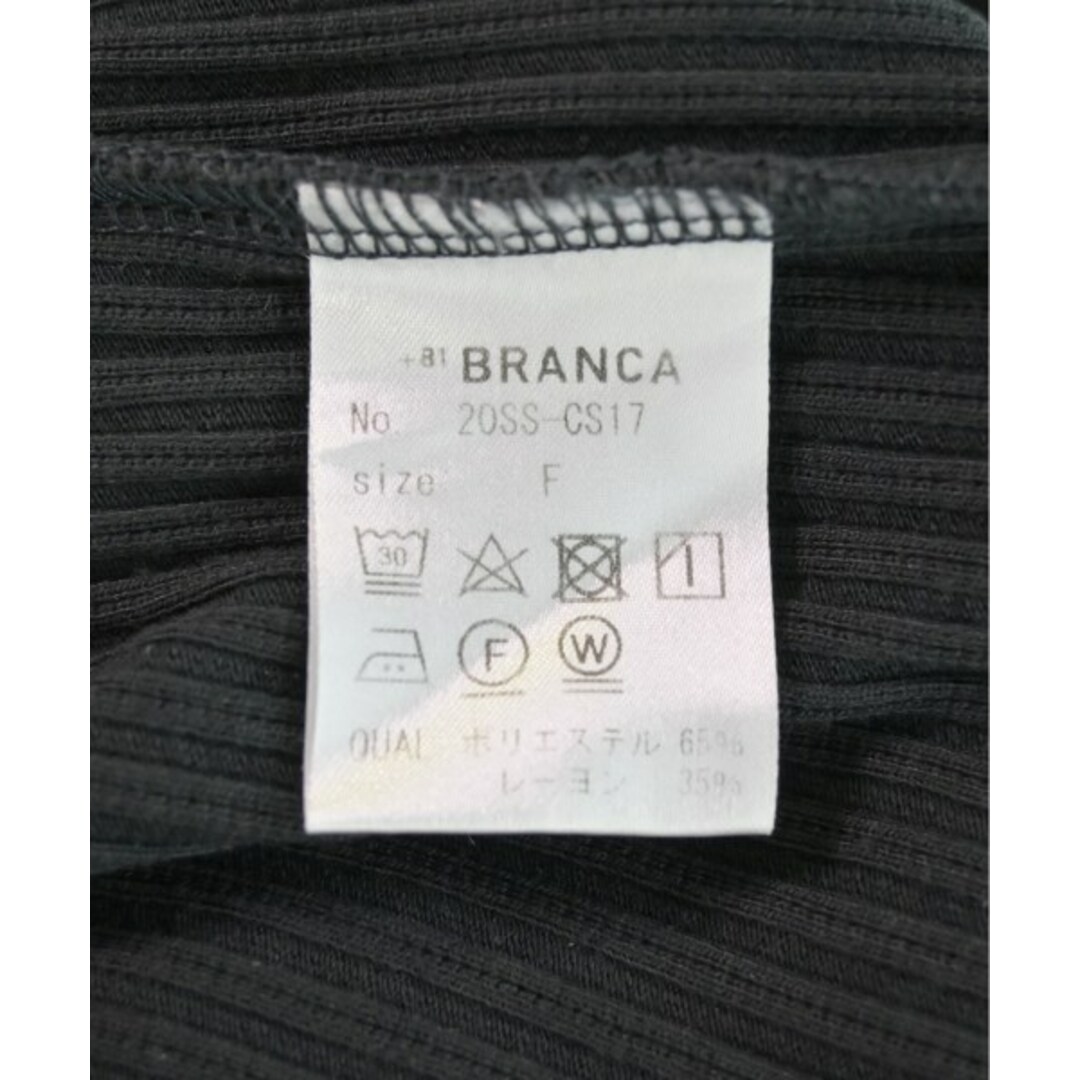 +81 BRANCA
No. 20SS-CS17
size F
30
F W
QUAL ポリエステル 65%
レーヨン 35%